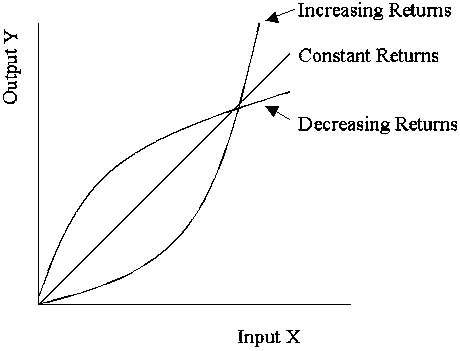 Increasing Returns
Output Y
Constant Returns
Decreasing Returns
Input X